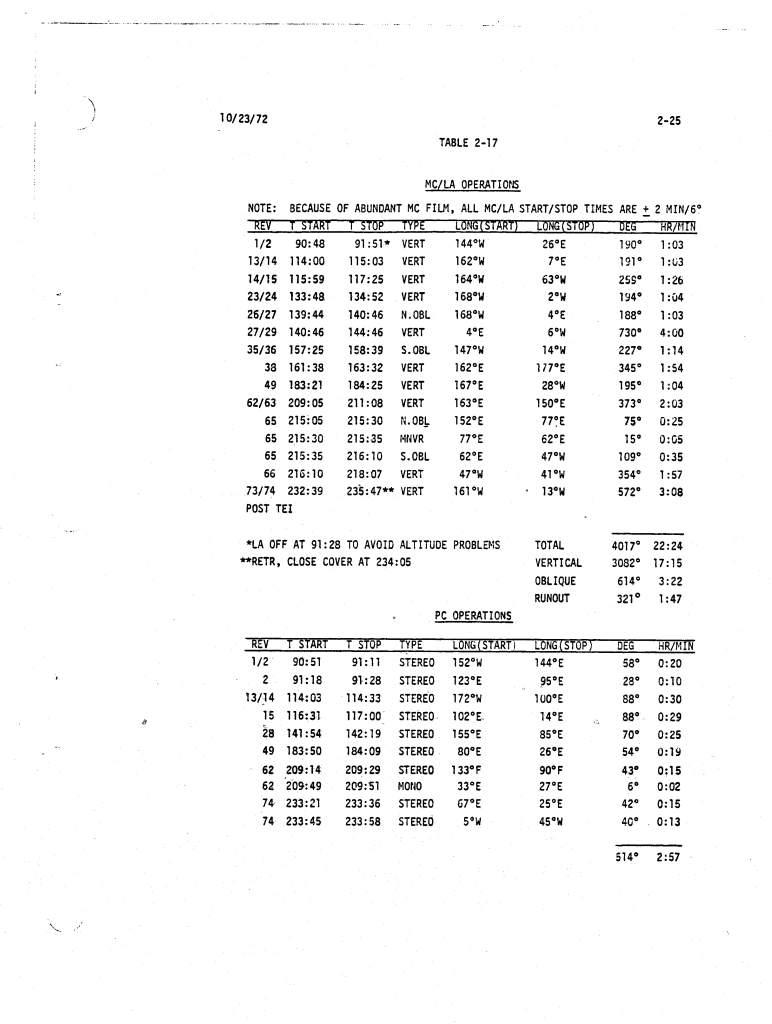 10/23/72 2-25
TABLE 2-17
MC/LA OPERATIONS
NOTE: BECAUSE OF ABUNDANT MC FILM, ALL MC/LA START/STOP TIMES ARE ± 2 MIN/6°
REV T START T STOP TYPE LONG(START) LONG(STOP) DEG HR/MIN
1/2 90:48 91:51* VERT 144°W 26°E 190° 1:03
13/14 114:00 115:03 VERT 162°W 7°E 191° 1:03
14/15 115:59 117:25 VERT 164°W 63°W 259° 1:26
23/24 133:48 134:52 VERT 168°W 2°W 194° 1:04
26/27 139:44 140:46 N.OBL 168°W 4°E 188° 1:03
27/29 140:46 144:46 VERT 4°E 6°W 730° 4:00
35/36 157:25 158:39 S.OBL 147°W 14°W 227° 1:14
38 161:38 163:32 VERT 162°E 177°E 345° 1:54
49 183:21 184:25 VERT 167°E 28°W 195° 1:04
62/63 209:05 211:08 VERT 163°E 150°E 373° 2:03
65 215:05 215:30 N.OBL 152°E 77°E 75° 0:25
65 215:30 215:35 MNVR 77°E 62°E 15° 0:05
65 215:35 216:10 S.OBL 62°E 47°W 109° 0:35
66 216:10 218:07 VERT 47°W 41°W 354° 1:57
73/74 232:39 235:47** VERT 161°W 13°W 572° 3:08
POST TEI
*LA OFF AT 91:28 TO AVOID ALTITUDE PROBLEMS TOTAL 4017° 22:24
**RETR, CLOSE COVER AT 234:05 VERTICAL 3082° 17:15
OBLIQUE 614° 3:22
RUNOUT 321° 1:47
PC OPERATIONS
REV T START T STOP TYPE LONG(START) LONG(STOP) DEG HR/MIN
1/2 90:51 91:11 STEREO 152°W 144°E 58° 0:20
2 91:18 91:28 STEREO 123°E 95°E 28° 0:10
13/14 114:03 114:33 STEREO 172°W 100°E 88° 0:30
15 116:31 117:00 STEREO 102°E 14°E 88° 0:29
28 141:54 142:19 STEREO 155°E 85°E 70° 0:25
49 183:50 184:09 STEREO 80°E 26°E 54° 0:19
62 209:14 209:29 STEREO 133°F 90°F 43° 0:15
62 209:49 209:51 MONO 33°E 27°E 6° 0:02
74 233:21 233:36 STEREO 67°E 25°E 42° 0:15
74 233:45 233:58 STEREO 5°W 45°W 40° 0:13
514° 2:57